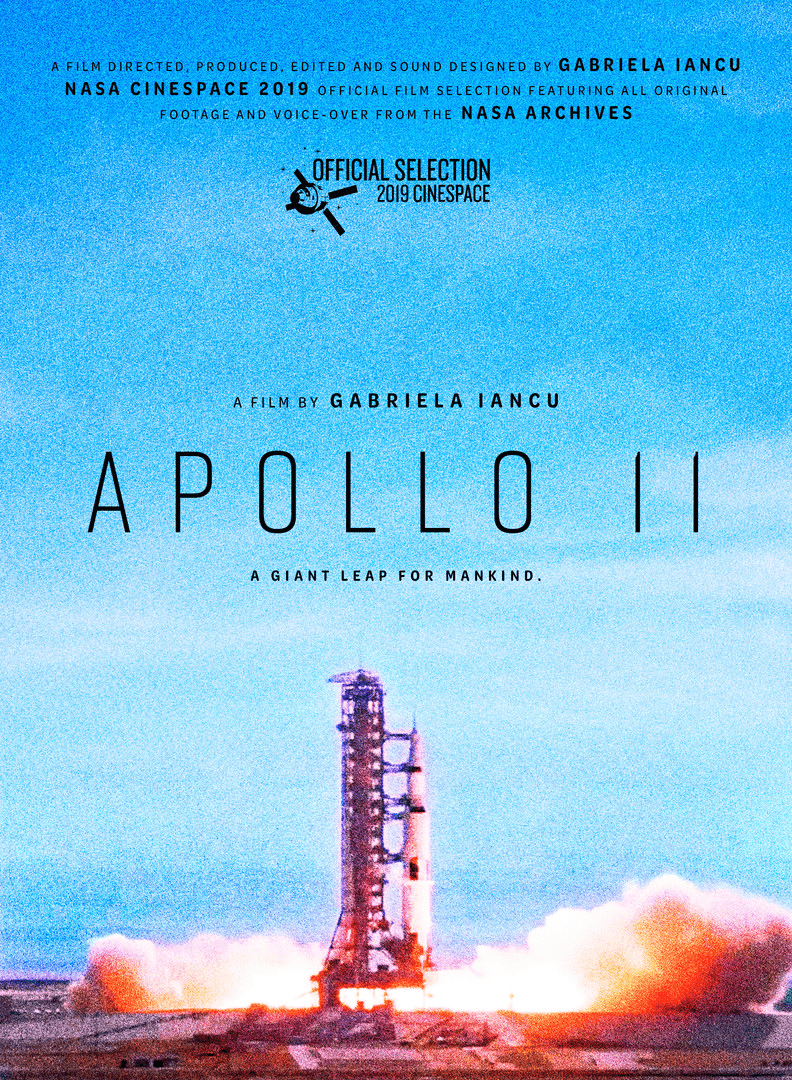 A FILM DIRECTED, PRODUCED, EDITED AND SOUND DESIGNED BY GABRIELA IANCU
NASA CINESPACE 2019 OFFICIAL FILM SELECTION FEATURING ALL ORIGINAL
FOOTAGE AND VOICE-OVER FROM THE NASA ARCHIVES
OFFICIAL SELECTION
2019 CINESPACE
A FILM BY GABRIELA IANCU
APOLLO 11
A GIANT LEAP FOR MANKIND.